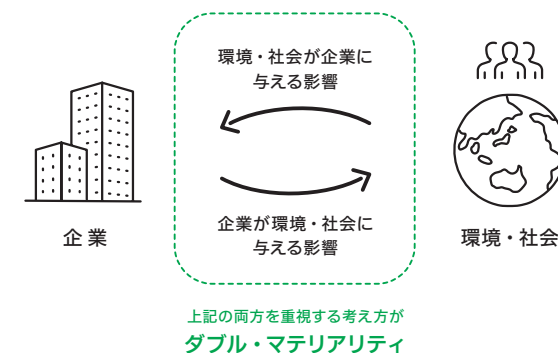 環境・社会が企業に
与える影響
企業
環境・社会
企業が環境・社会に
与える影響
上記の両方を重視する考え方が
ダブル・マテリアリティ